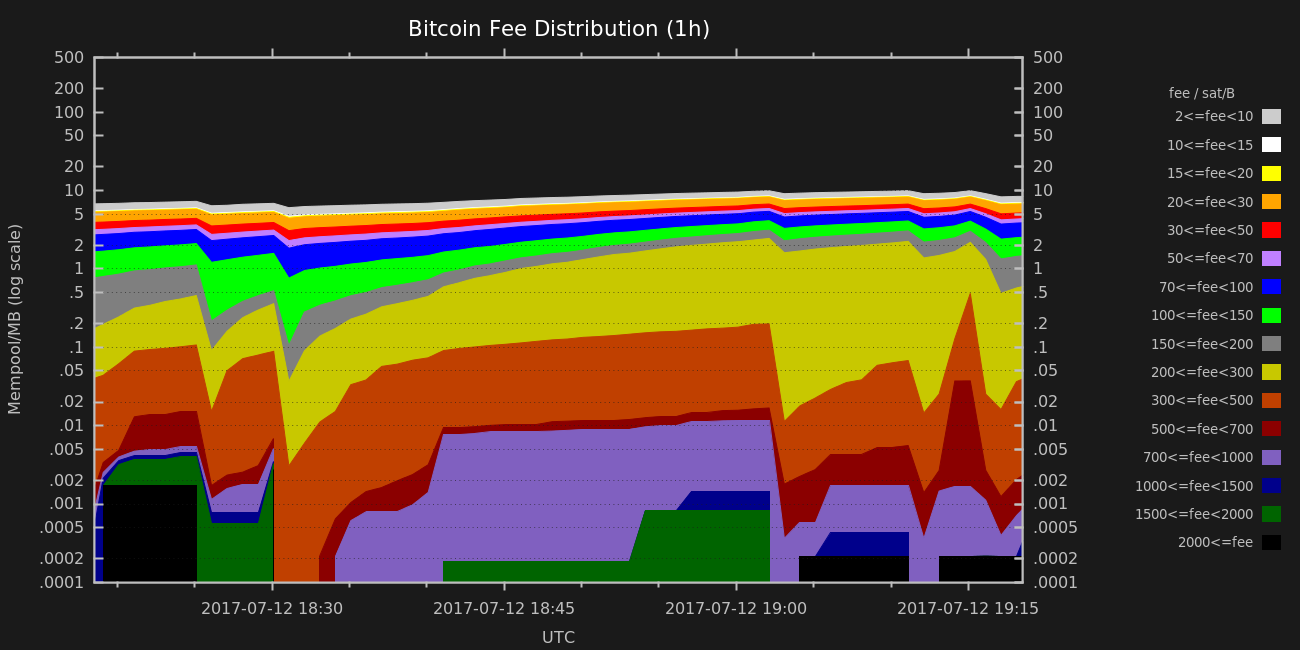 Bitcoin Fee Distribution (1h)
500 500
200 200
100 100
50 50
20 20
10 10
5 5
2 2
1 1
.5 .5
.2 .2
.1 .1
.05 .05
.02 .02
.01 .01
.005 .005
.002 .002
.001 .001
.0005 .0005
.0002 .0002
.0001 .0001
Mempool/MB (log scale)
2017-07-12 18:30 2017-07-12 18:45 2017-07-12 19:00 2017-07-12 19:15
UTC
fee / sat/B
2<=fee<10
10<=fee<15
15<=fee<20
20<=fee<30
30<=fee<50
50<=fee<70
70<=fee<100
100<=fee<150
150<=fee<200
200<=fee<300
300<=fee<500
500<=fee<700
700<=fee<1000
1000<=fee<1500
1500<=fee<2000
2000<=fee